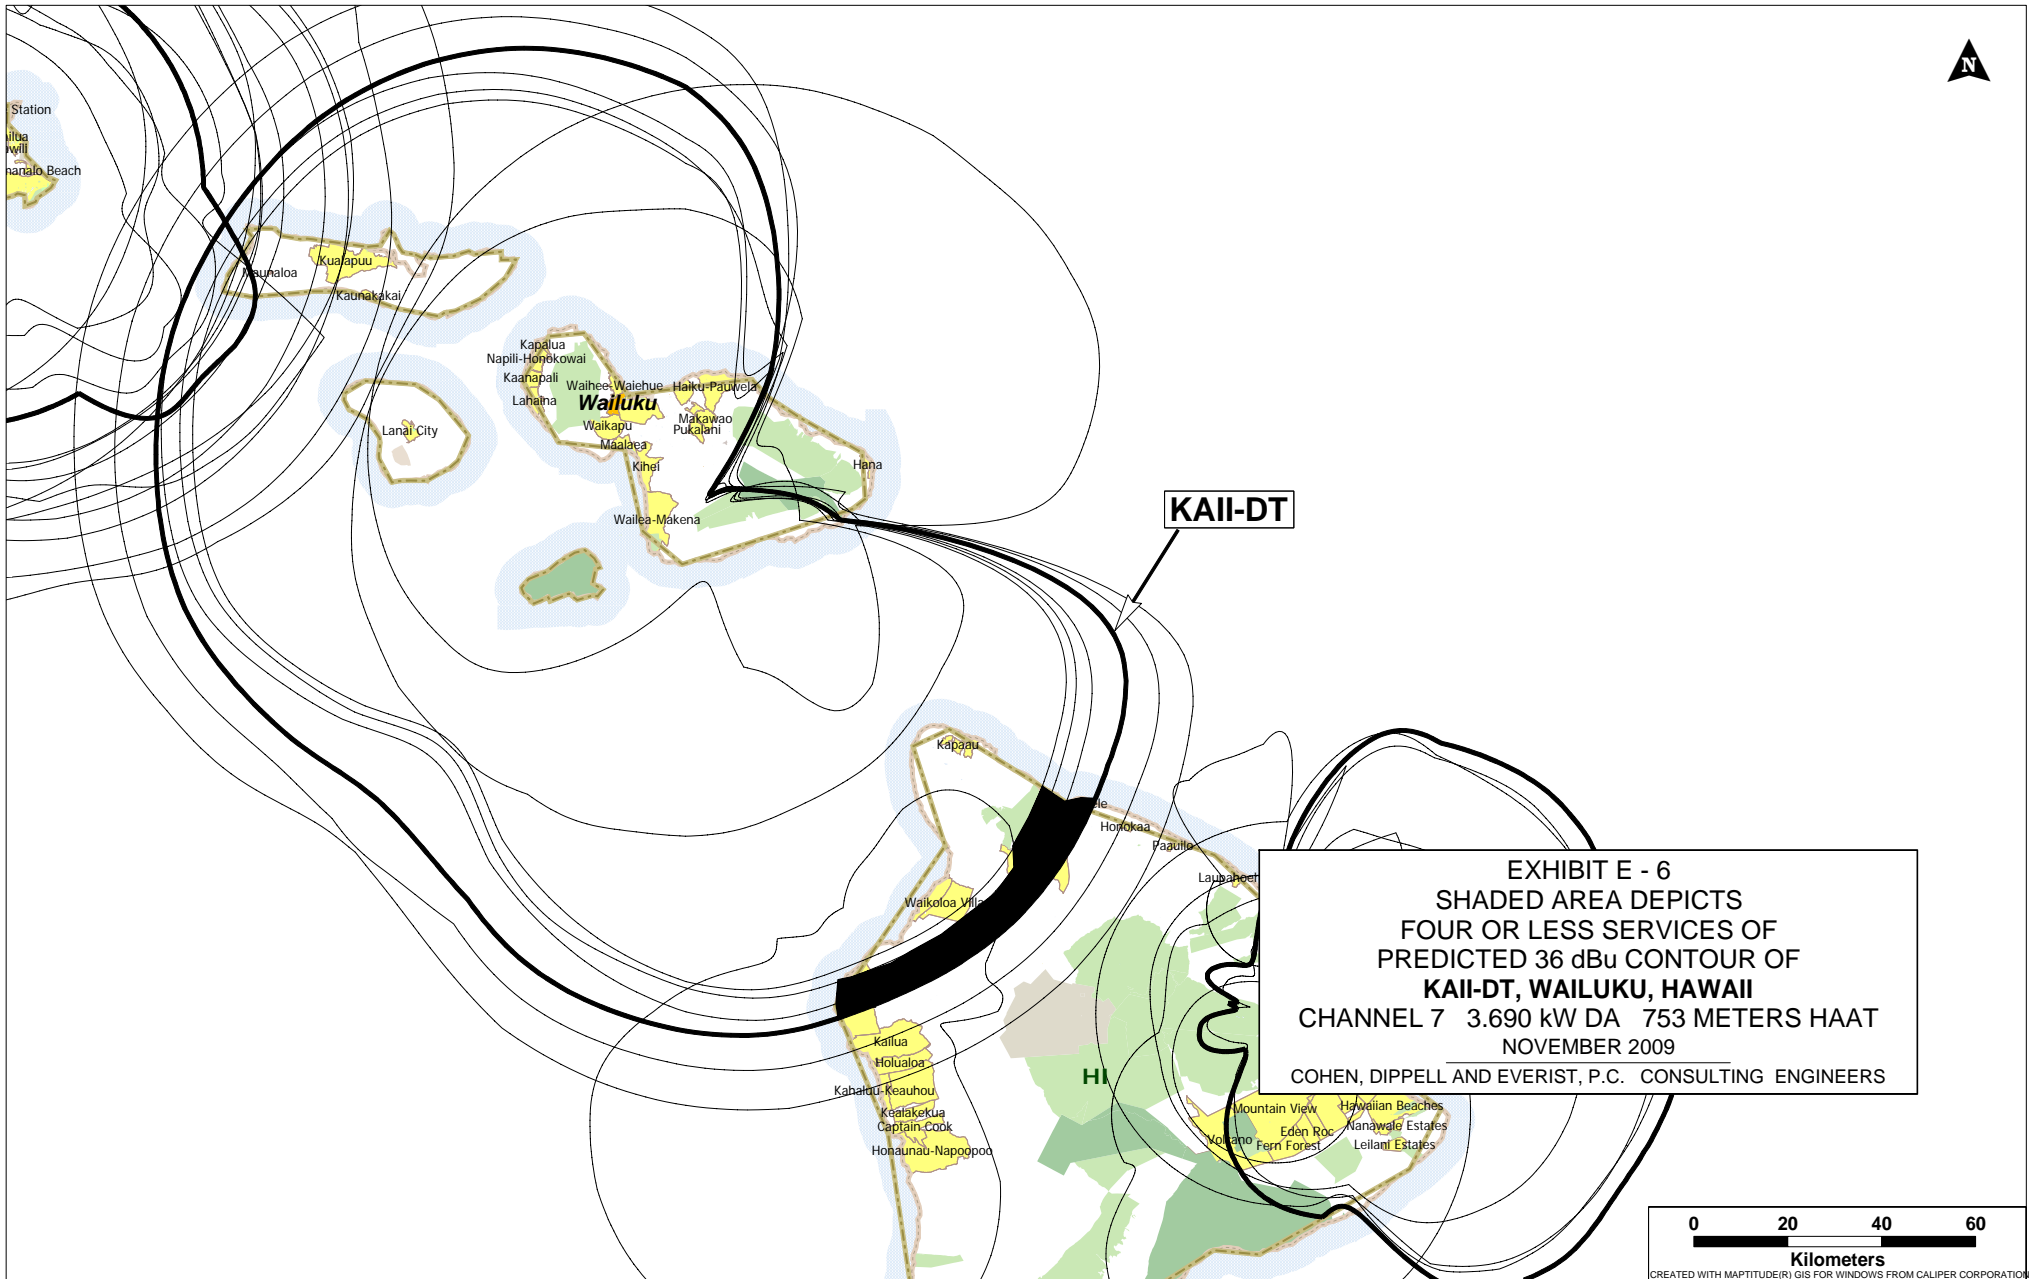 N
Station
ilua
awili
manalo Beach
Maunaloa
Kualapuu
Kaunakakai
Kapalua
Napili-Honokowai
Kaanapali
Waihee-Waiehue
Haiku-Pauwela
Lahaina
Wailuku
Makawao
Waikapu
Pukalani
Lanai City
Maalaea
Kihei
Hana
Wailea-Makena
KAII-DT
Kapaau
ele
Honokaa
Paauilo
Laupahoeh
Waikoloa Villa
Kailua
Holualoa
Kahaluu-Keauhou
Kealakekua
Captain Cook
Honaunau-Napoopoo
HI
EXHIBIT E - 6
SHADED AREA DEPICTS
FOUR OR LESS SERVICES OF
PREDICTED 36 dBu CONTOUR OF
KAII-DT, WAILUKU, HAWAII
CHANNEL 7 3.690 kW DA 753 METERS HAAT
NOVEMBER 2009
COHEN, DIPPELL AND EVERIST, P.C. CONSULTING ENGINEERS
Mountain View
Hawaiian Beaches
Nanawale Estates
Eden Roc
Volcano
Fern Forest
Leilani Estates
0 20 40 60
Kilometers
CREATED WITH MAPTITUDE(R) GIS FOR WINDOWS FROM CALIPER CORPORATION